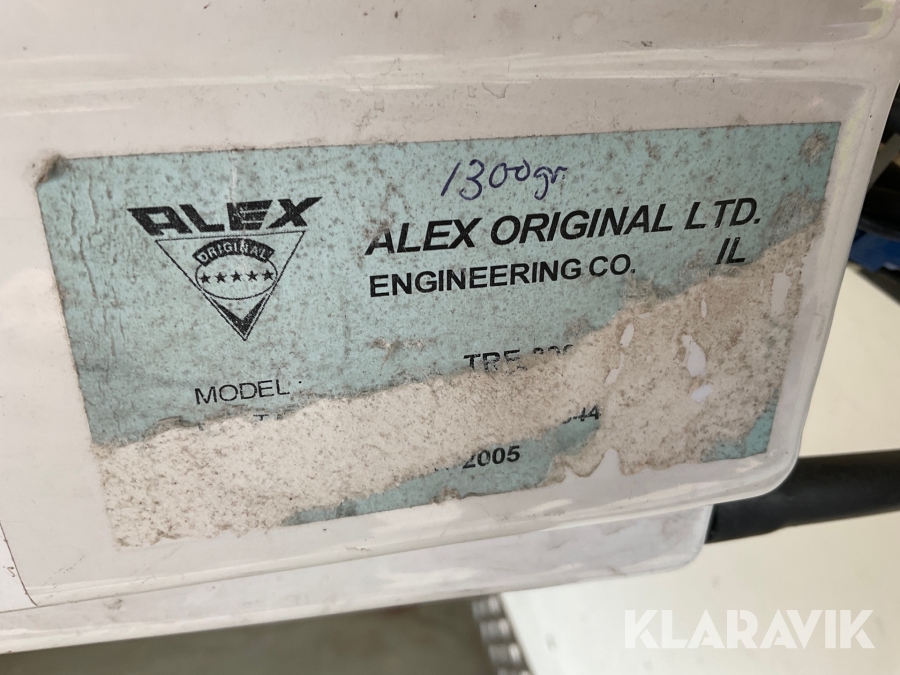 1300gr
ALEX
ORIGINAL
ALEX ORIGINAL LTD.
ENGINEERING CO. IL
MODEL
2005
KLARAVIK